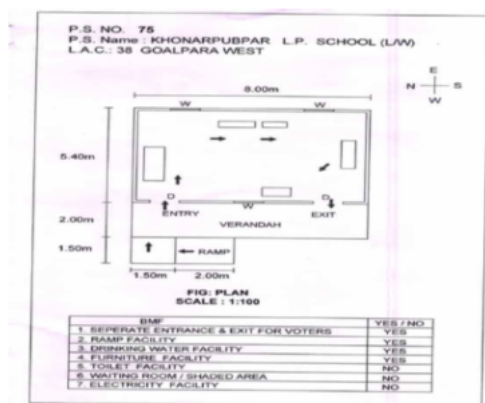 P.S. NO. 75
P.S. Name : KHONARPUBPAR L.P. SCHOOL (L/W)
L.A.C.: 38 GOALPARA WEST
E
N S
W
8.00m
W W
5.40m
D W D
ENTRY EXIT
2.00m
VERANDAH
1.50m
RAMP
1.50m 2.00m
FIG: PLAN
SCALE : 1:100
BMF YES / NO
1. SEPERATE ENTRANCE & EXIT FOR VOTERS YES
2. RAMP FACILITY YES
3. DRINKING WATER FACILITY YES
4. FURNITURE FACILITY YES
5. TOILET FACILITY NO
6. WAITING ROOM / SHADED AREA NO
7. ELECTRICITY FACILITY NO